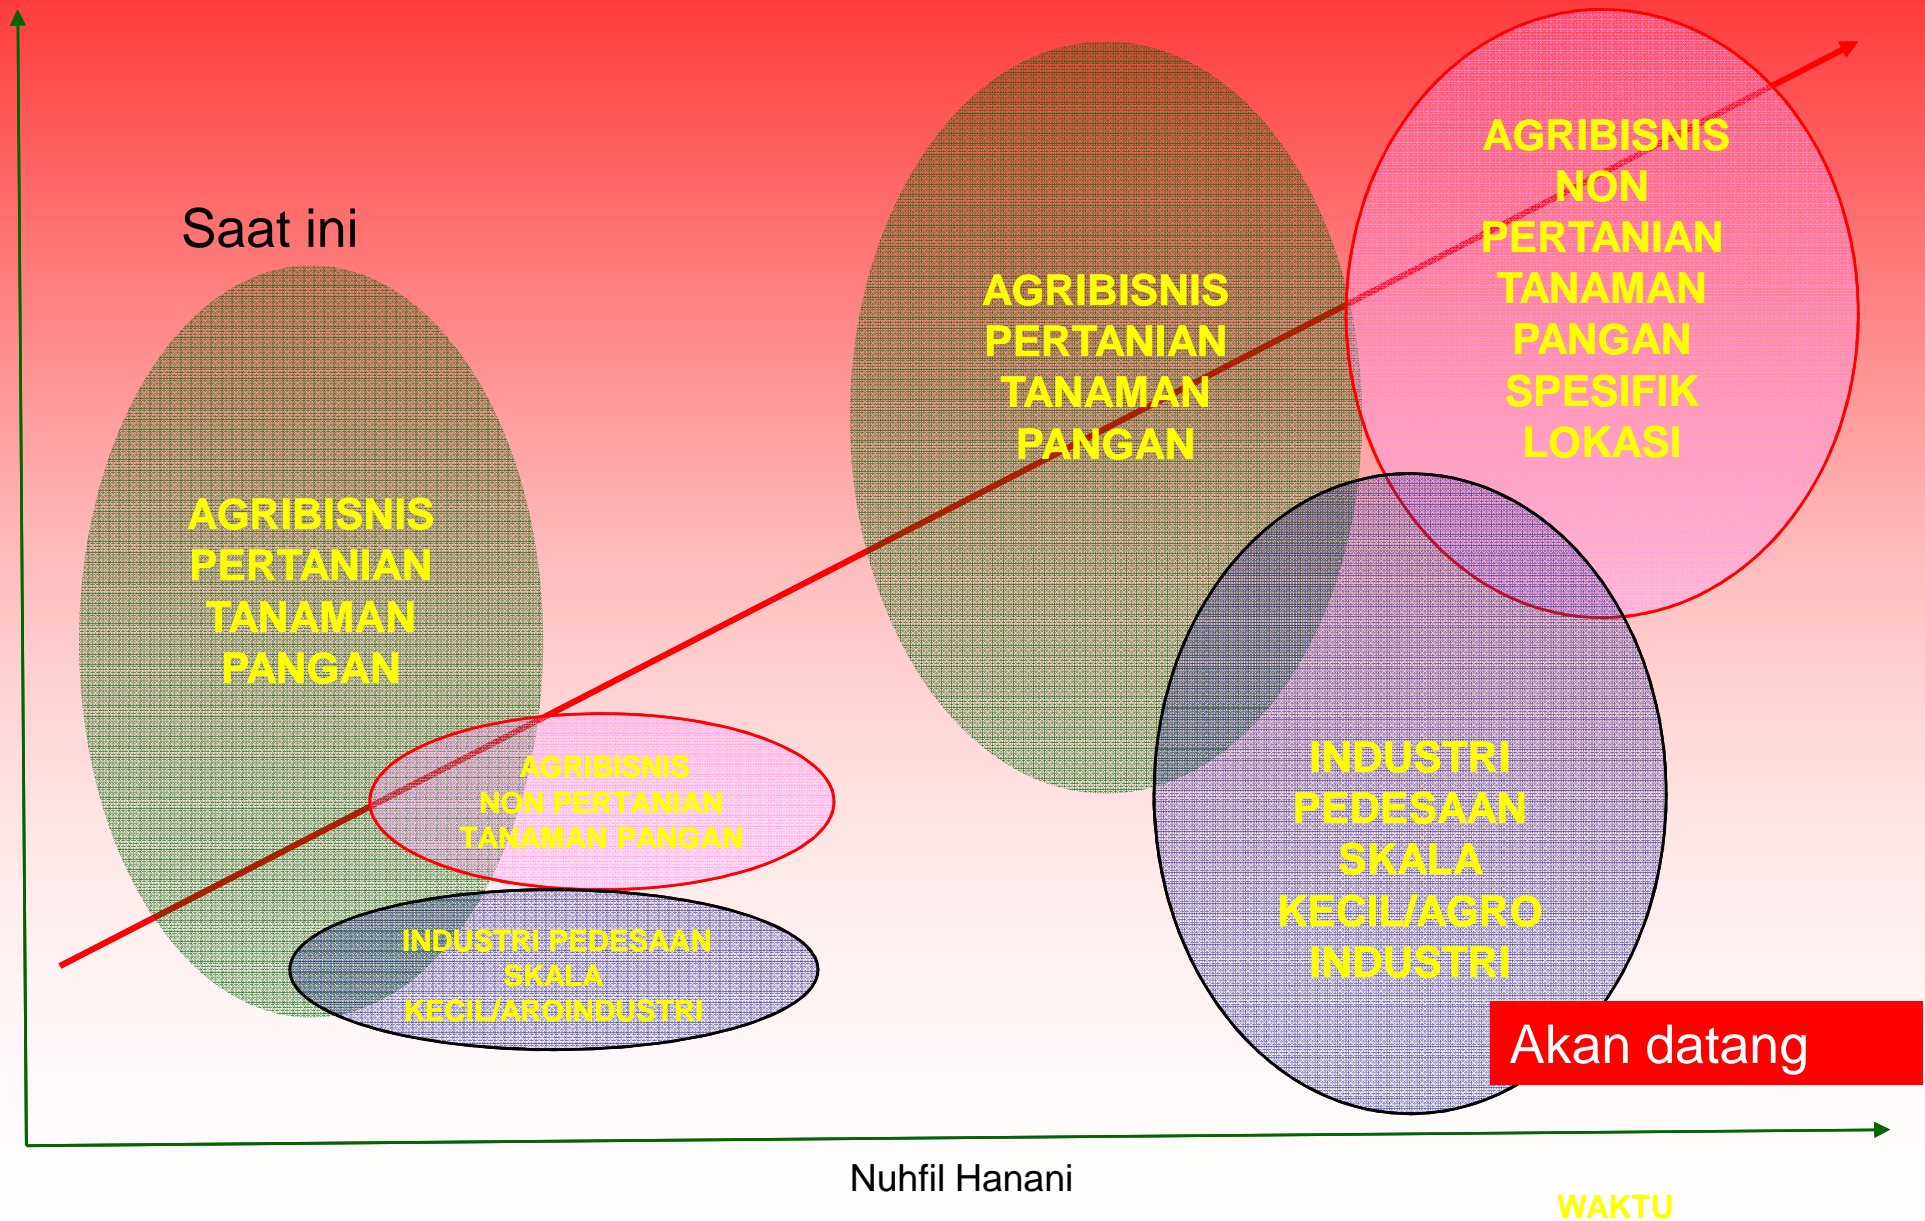 Saat ini
AGRIBISNIS
PERTANIAN
TANAMAN
PANGAN
AGRIBISNIS
NON PERTANIAN
TANAMAN PANGAN
INDUSTRI PEDESAAN
SKALA
KECIL/AROINDUSTRI
AGRIBISNIS
PERTANIAN
TANAMAN
PANGAN
AGRIBISNIS
NON
PERTANIAN
TANAMAN
PANGAN
SPESIFIK
LOKASI
INDUSTRI
PEDESAAN
SKALA
KECIL/AGRO
INDUSTRI
Akan datang
Nuhfil Hanani
WAKTU